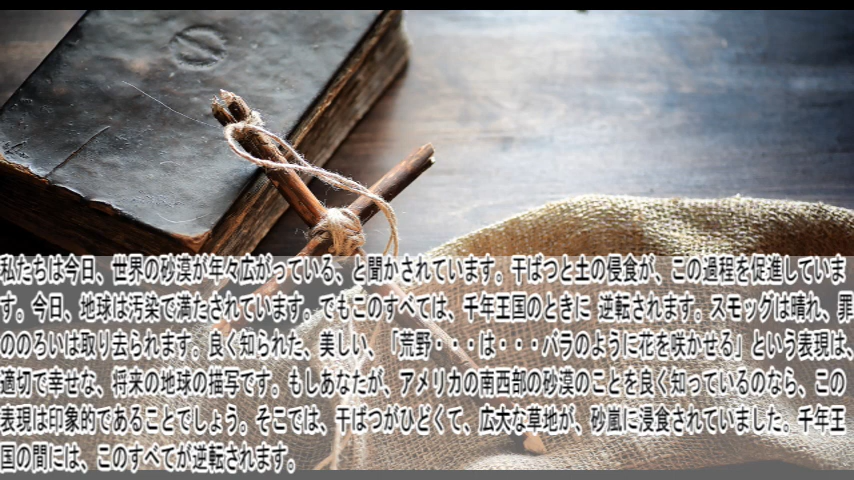 私たちは今日、世界の砂漠が年々広がっている、と聞かされています。干ばつと土の侵食が、この過程を促進していま
す。今日、地球は汚染で満たされています。でもこのすべては、千年王国のときに 逆転されます。スモッグは晴れ、罪
ののろいは取り去られます。良く知られた、美しい、「荒野・・・は・・・バラのように花を咲かせる」という表現は、
適切で幸せな、将来の地球の描写です。もしあなたが、アメリカの南西部の砂漠のことを良く知っているのなら、この
表現は印象的であることでしょう。そこでは、干ばつがひどくて、広大な草地が、砂嵐に浸食されていました。千年王
国の間には、このすべてが逆転されます。